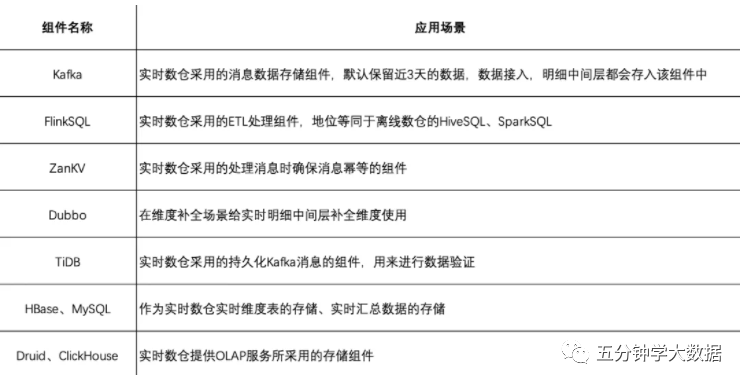 组件名称 应用场景
Kafka 实时数仓采用的消息数据存储组件，默认保留近3天的数据，数据接入，明细中间层都会存入该组件中
FlinkSQL 实时数仓采用的ETL处理组件，地位等同于离线数仓的HiveSQL、SparkSQL
ZanKV 实时数仓采用的处理消息时确保消息幂等的组件
Dubbo 在维度补全场景给实时明细中间层补全维度使用
TiDB 实时数仓采用的持久化Kafka消息的组件，用来进行数据验证
HBase、MySQL 作为实时数仓实时维度表的存储、实时汇总数据的存储
Druid、ClickHouse 实时数仓提供OLAP服务所采用的存储组件
五分钟学大数据